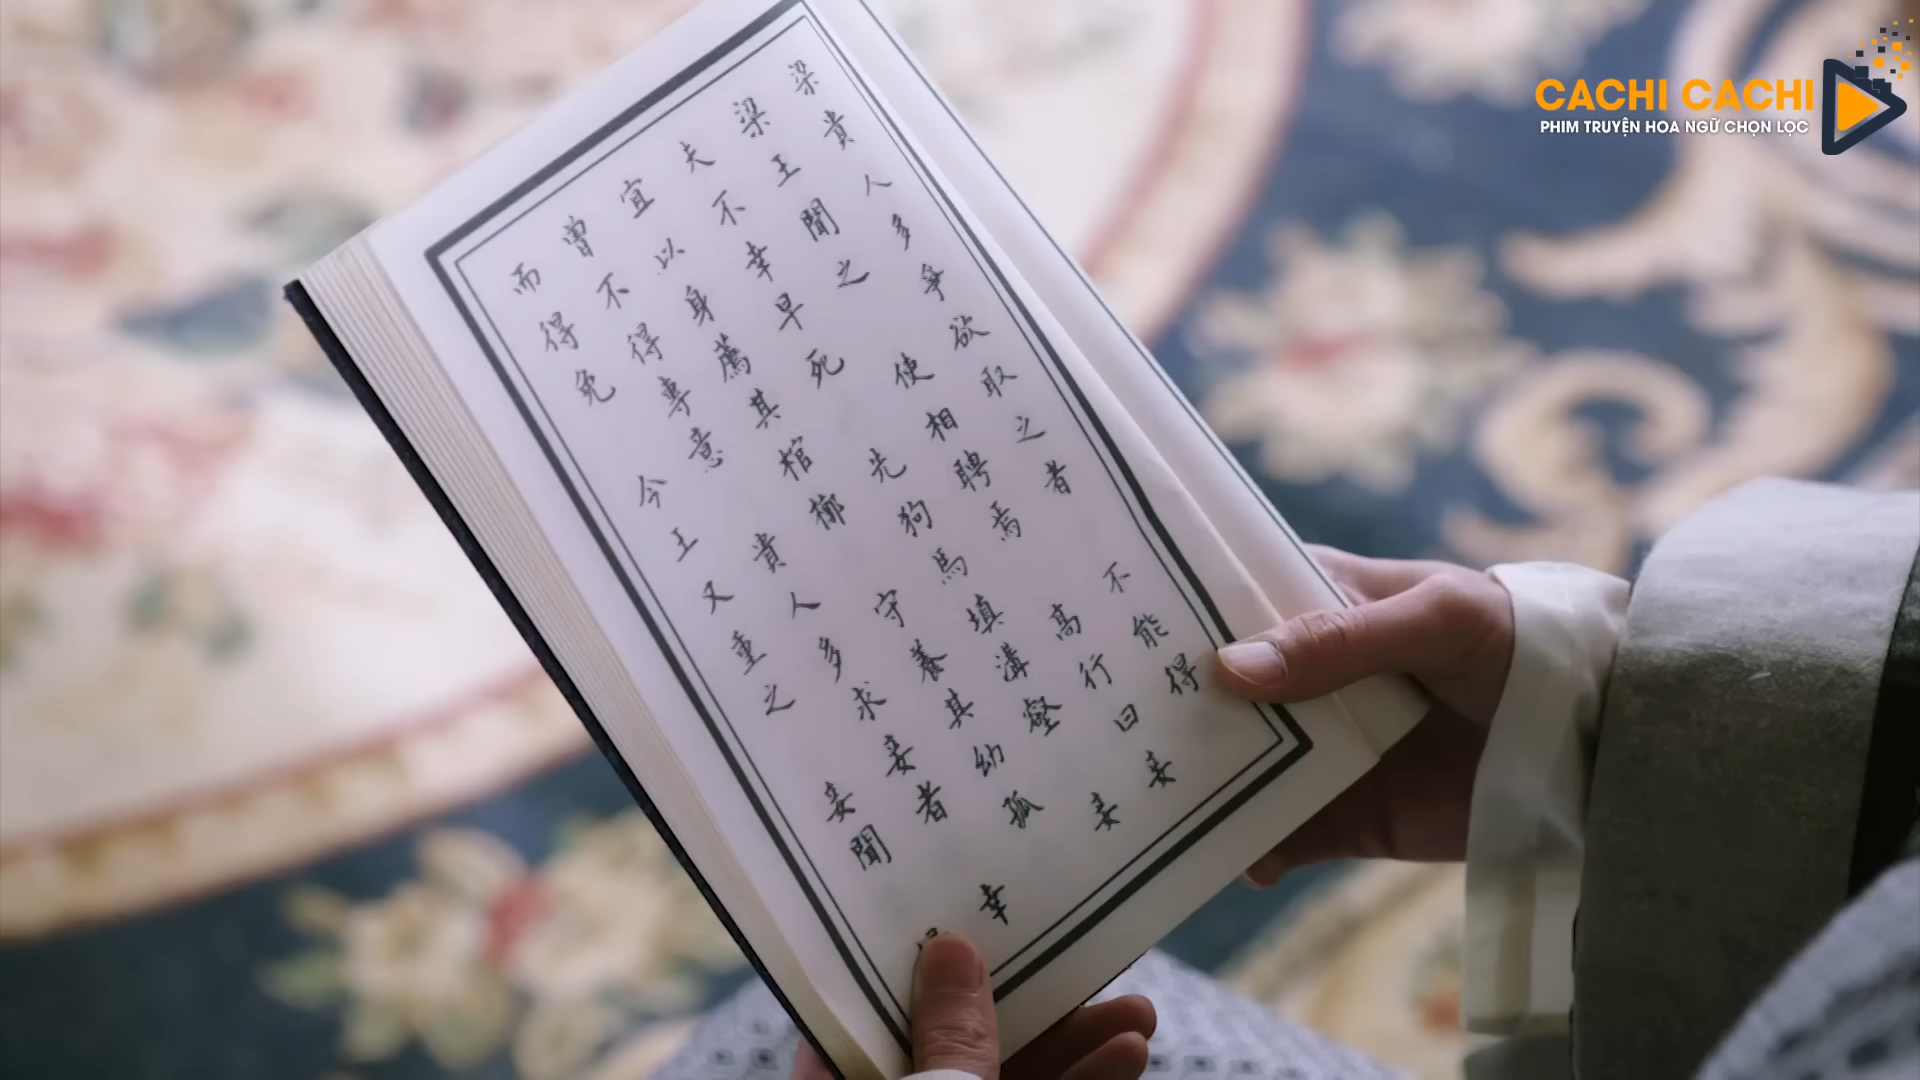 梁貴人多爭欲取之者 不能得
梁王聞之 使相聘焉 高行曰妾
夫不幸早死 先狗馬填溝壑 妾
宜以身薦其棺槨 守養其幼孤
曾不得專意 貴人多求妾者 幸
而得免 今王又重之 妾聞
CACHI CACHI
PHIM TRUYỆN HOA NGỮ CHỌN LỌC